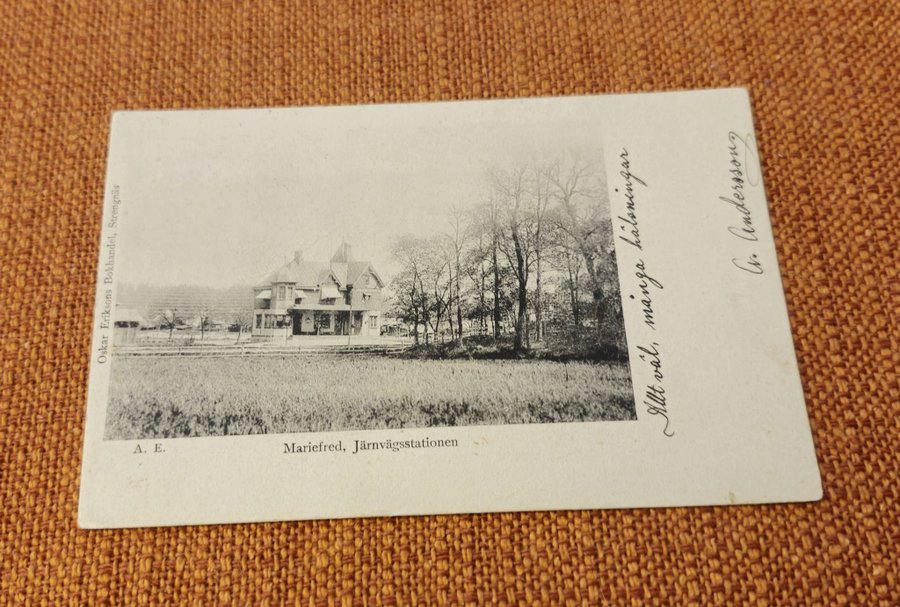 Oskar Eriksons Bokhandel, Strengnäs
A. E.
Mariefred, Järnvägsstationen
Allt väl, många hälsningar
A. Andersson